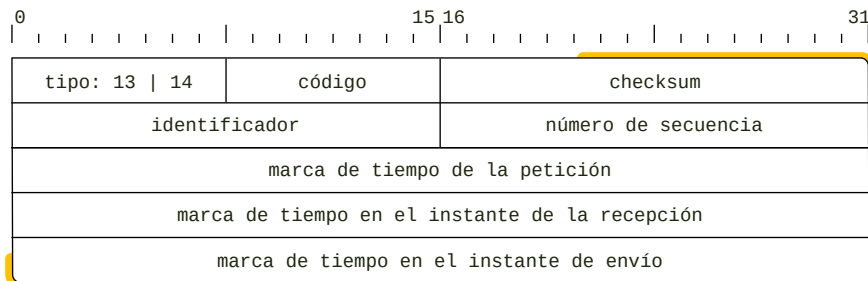 0 15 16 31
tipo: 13 | 14 código checksum
identificador número de secuencia
marca de tiempo de la petición
marca de tiempo en el instante de la recepción
marca de tiempo en el instante de envío